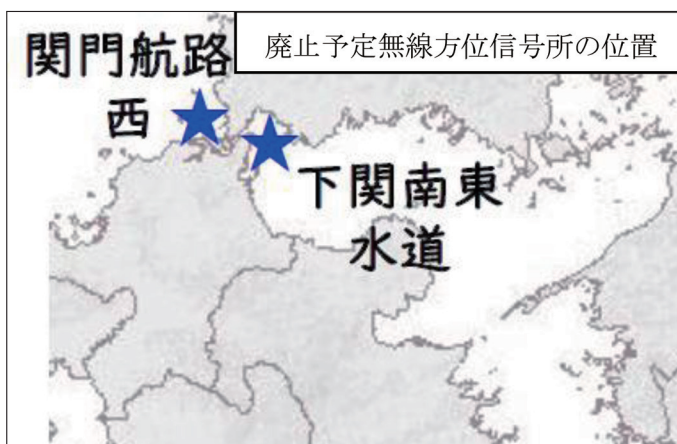 廃止予定無線方位信号所の位置
関門航路
西
下関南東
水道